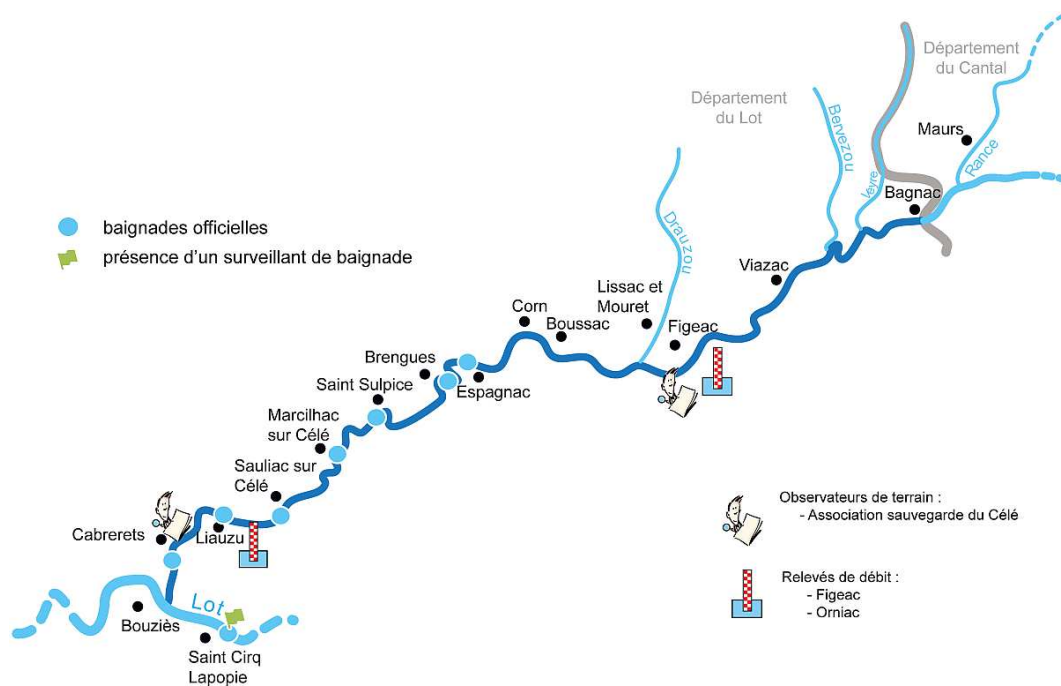 Département
du Cantal
Département
du Lot
Bervezou
Maurs
Veyre
Rance
Bagnac
baignades officielles
présence d'un surveillant de baignade
Drauzou
Viazac
Lissac et
Mouret
Corn
Boussac
Figeac
Brengues
Espagnac
Saint Sulpice
Marcilhac
sur Célé
Sauliac sur
Célé
Cabrerets
Liauzu
Observateurs de terrain :
- Association sauvegarde du Célé
Relevés de débit :
- Figeac
- Orniac
Lot
Bouziès
Saint Cirq
Lapopie